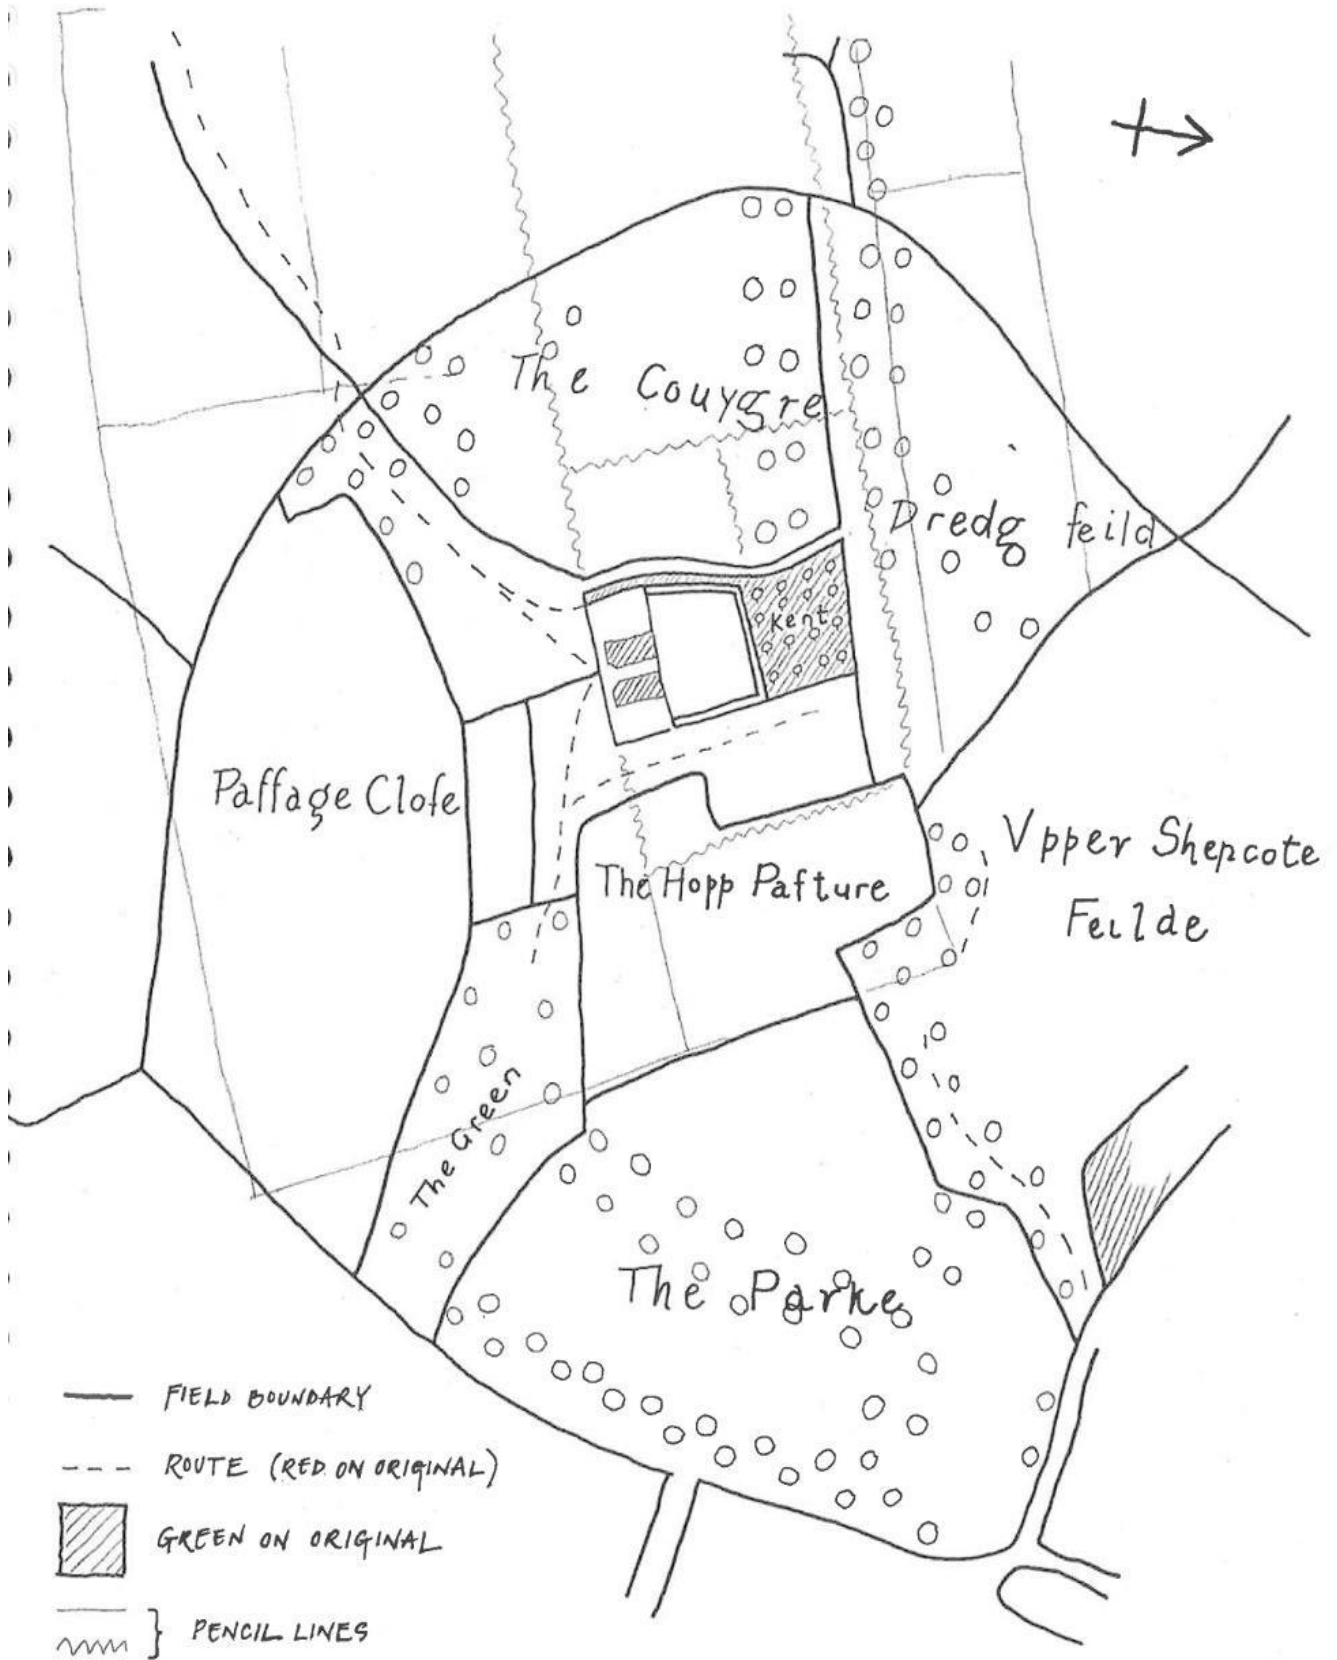 The Couygre
Dredg feild
Kent
Paffage Clofe
Vpper Shepcote
Feilde
The Hopp Pafture
The Green
The Parke
FIELD BOUNDARY
ROUTE (RED ON ORIGINAL)
GREEN ON ORIGINAL
PENCIL LINES